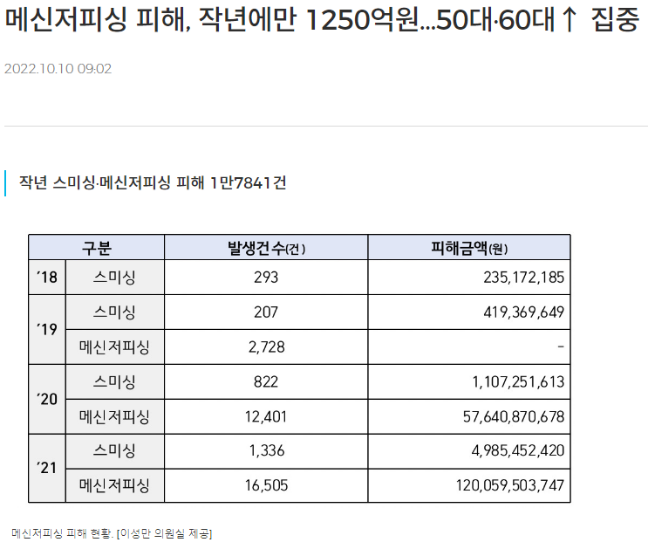 메신저피싱 피해, 작년에만 1250억원...50대·60대↑ 집중
2022.10.10 09:02
작년 스미싱·메신저피싱 피해 1만7841건
구분 발생건수(건) 피해금액(원)
'18 스미싱 293 235,172,185
'19 스미싱 207 419,369,649
메신저피싱 2,728 -
'20 스미싱 822 1,107,251,613
메신저피싱 12,401 57,640,870,678
'21 스미싱 1,336 4,985,452,420
메신저피싱 16,505 120,059,503,747
메신저피싱 피해 현황. [이성만 의원실 제공]